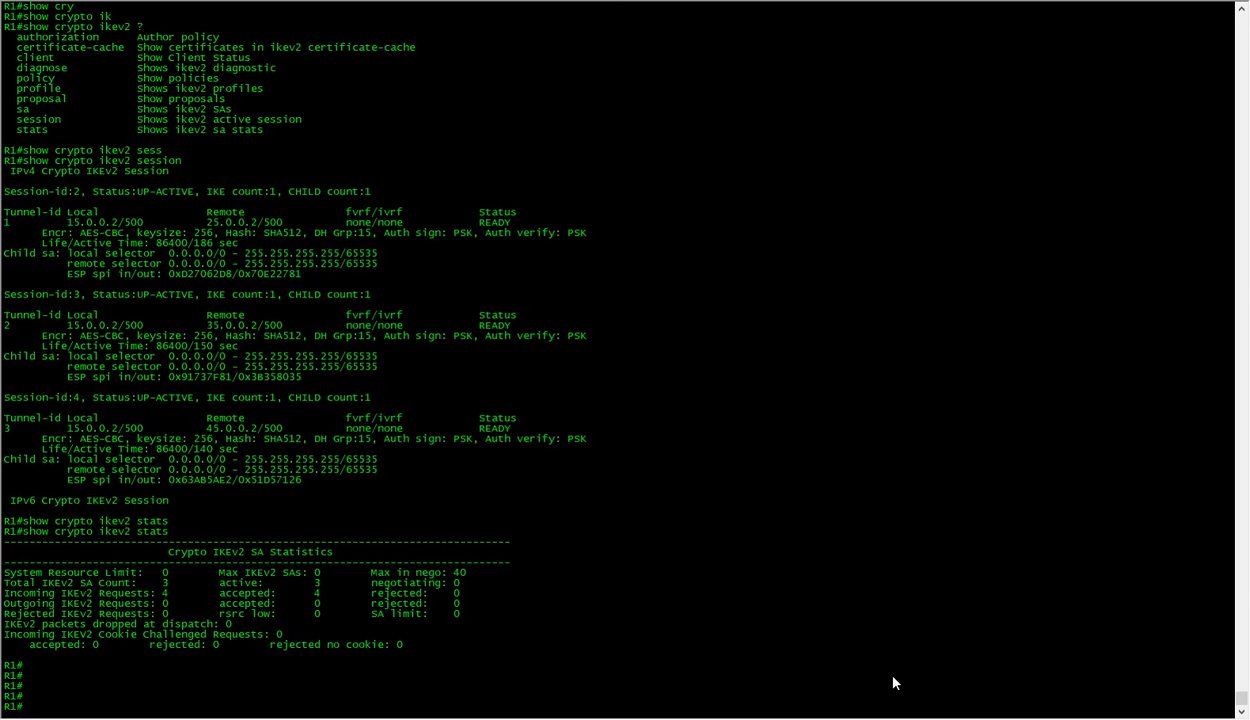 R1#show cry
R1#show crypto ik
R1#show crypto ikev2 ?
  authorization      Author policy
  certificate-cache  Show certificates in ikev2 certificate-cache
  client             Show Client Status
  diagnose           Shows ikev2 diagnostic
  policy             Show policies
  profile            Shows ikev2 profiles
  proposal           Show proposals
  sa                 Shows ikev2 SAs
  session            Shows ikev2 active session
  stats              Shows ikev2 sa stats
R1#show crypto ikev2 sess
R1#show crypto ikev2 session
 IPv4 Crypto IKEv2 Session
Session-id:2, Status:UP-ACTIVE, IKE count:1, CHILD count:1
Tunnel-id Local                 Remote                fvrf/ivrf            Status
1         15.0.0.2/500          25.0.0.2/500          none/none            READY
      Encr: AES-CBC, keysize: 256, Hash: SHA512, DH Grp:15, Auth sign: PSK, Auth verify: PSK
      Life/Active Time: 86400/186 sec
Child sa: local selector  0.0.0.0/0 - 255.255.255.255/65535
          remote selector 0.0.0.0/0 - 255.255.255.255/65535
          ESP spi in/out: 0xD27062D8/0x70E22781
Session-id:3, Status:UP-ACTIVE, IKE count:1, CHILD count:1
Tunnel-id Local                 Remote                fvrf/ivrf            Status
2         15.0.0.2/500          35.0.0.2/500          none/none            READY
      Encr: AES-CBC, keysize: 256, Hash: SHA512, DH Grp:15, Auth sign: PSK, Auth verify: PSK
      Life/Active Time: 86400/150 sec
Child sa: local selector  0.0.0.0/0 - 255.255.255.255/65535
          remote selector 0.0.0.0/0 - 255.255.255.255/65535
          ESP spi in/out: 0x91737F81/0x3B358035
Session-id:4, Status:UP-ACTIVE, IKE count:1, CHILD count:1
Tunnel-id Local                 Remote                fvrf/ivrf            Status
3         15.0.0.2/500          45.0.0.2/500          none/none            READY
      Encr: AES-CBC, keysize: 256, Hash: SHA512, DH Grp:15, Auth sign: PSK, Auth verify: PSK
      Life/Active Time: 86400/140 sec
Child sa: local selector  0.0.0.0/0 - 255.255.255.255/65535
          remote selector 0.0.0.0/0 - 255.255.255.255/65535
          ESP spi in/out: 0x63AB5AE2/0x51D57126
 IPv6 Crypto IKEv2 Session
R1#show crypto ikev2 stats
R1#show crypto ikev2 stats
--------------------------------------------------------------------------------
                          Crypto IKEv2 SA Statistics
--------------------------------------------------------------------------------
System Resource Limit:   0        Max IKEv2 SAs: 0        Max in nego: 40
Total IKEv2 SA Count:    3        active:        3        negotiating: 0
Incoming IKEv2 Requests: 4        accepted:      4        rejected:    0
Outgoing IKEv2 Requests: 0        accepted:      0        rejected:    0
Rejected IKEv2 Requests: 0        rsrc low:      0        SA limit:    0
IKEv2 packets dropped at dispatch: 0
Incoming IKEV2 Cookie Challenged Requests: 0
    accepted: 0        rejected: 0        rejected no cookie: 0
R1#
R1#
R1#
R1#
R1#